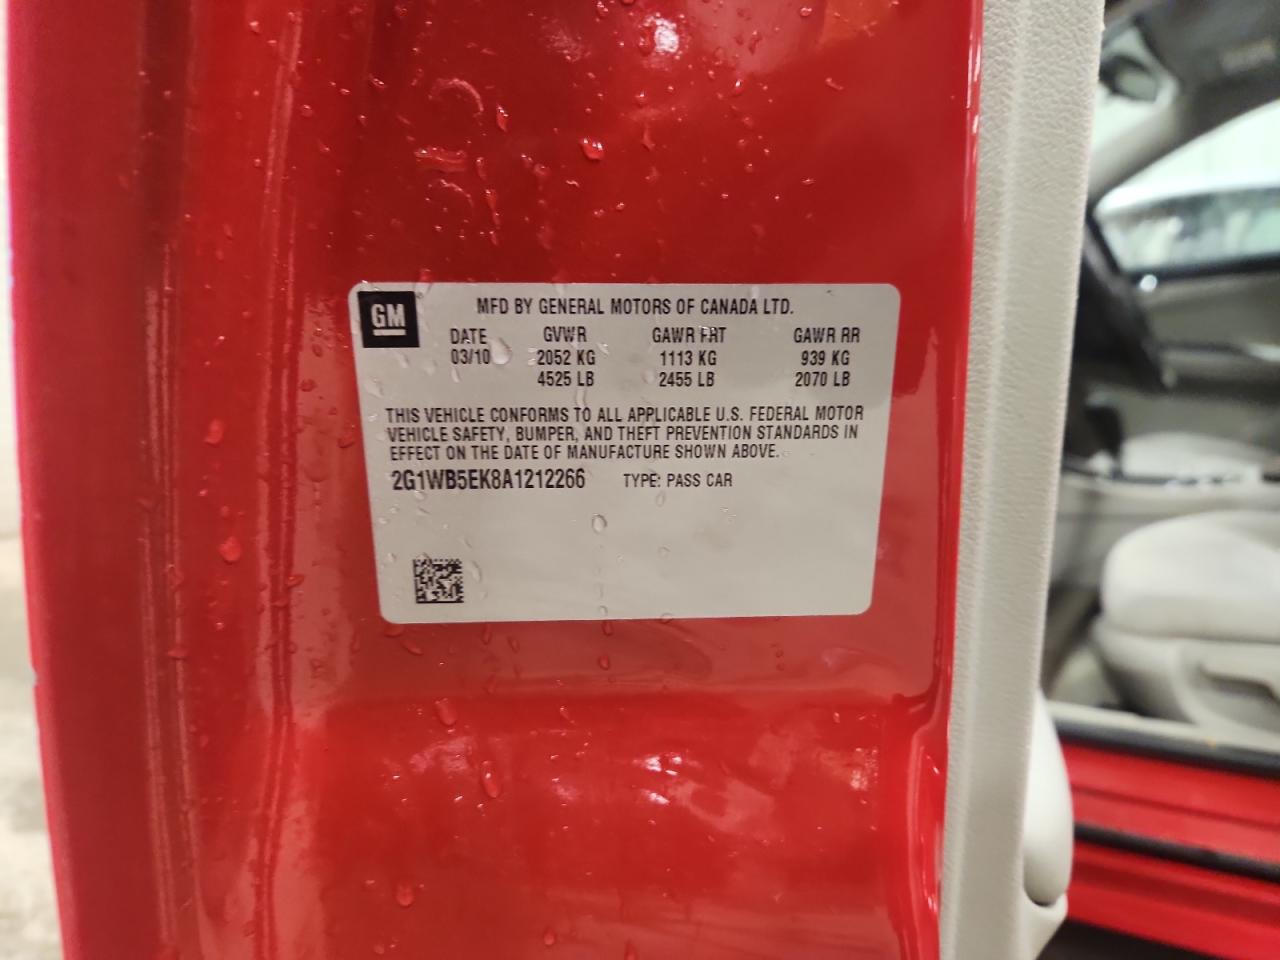 GM
MFD BY GENERAL MOTORS OF CANADA LTD.
DATE GVWR GAWR FRT GAWR RR
03/10 2052 KG 1113 KG 939 KG
4525 LB 2455 LB 2070 LB
THIS VEHICLE CONFORMS TO ALL APPLICABLE U.S. FEDERAL MOTOR
VEHICLE SAFETY, BUMPER, AND THEFT PREVENTION STANDARDS IN
EFFECT ON THE DATE OF MANUFACTURE SHOWN ABOVE.
2G1WB5EK8A1212266 TYPE: PASS CAR